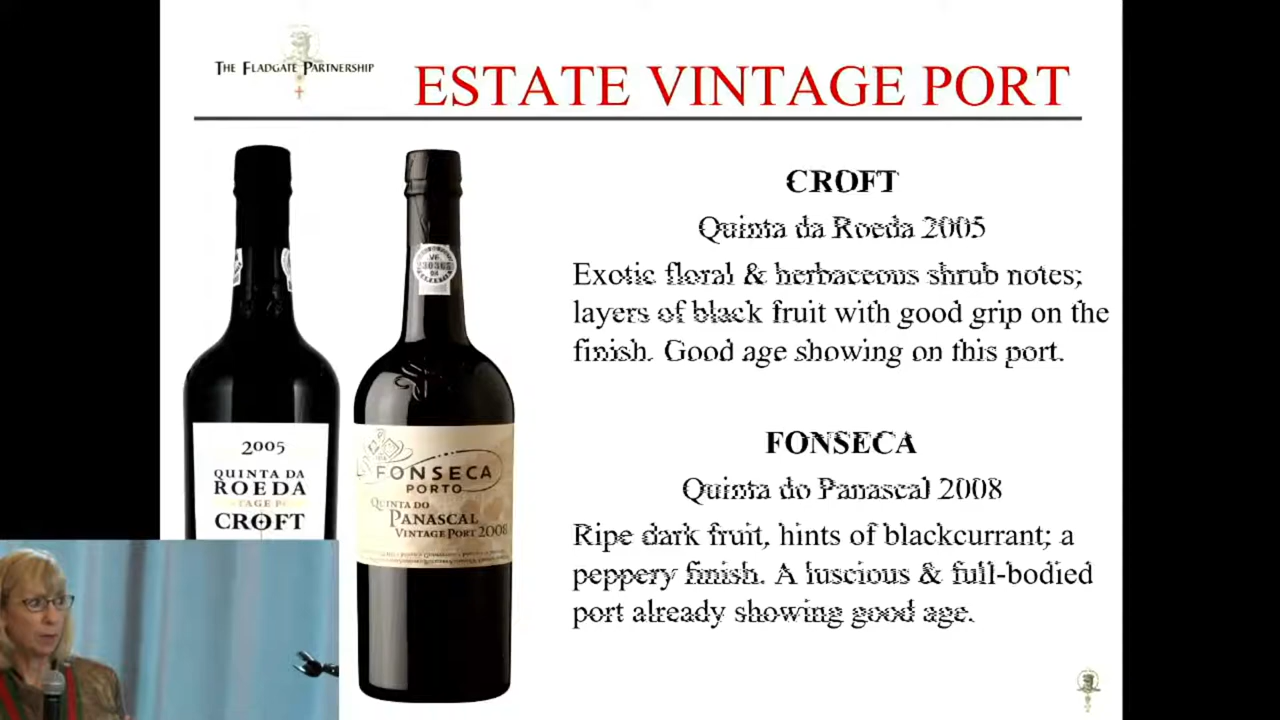 THE FLADGATE PARTNERSHIP
ESTATE VINTAGE PORT
CROFT
Quinta da Roeda 2005
Exotic floral & herbaceous shrub notes;
layers of black fruit with good grip on the
finish. Good age showing on this port.
FONSECA
Quinta do Panascal 2008
Ripe dark fruit, hints of blackcurrant; a
peppery finish. A luscious & full-bodied
port already showing good age.
2005
QUINTA DA
ROEDA
VINTAGE PORT
CROFT
FONSECA
PORTO
QUINTA DO
PANASCAL
VINTAGE PORT 2008